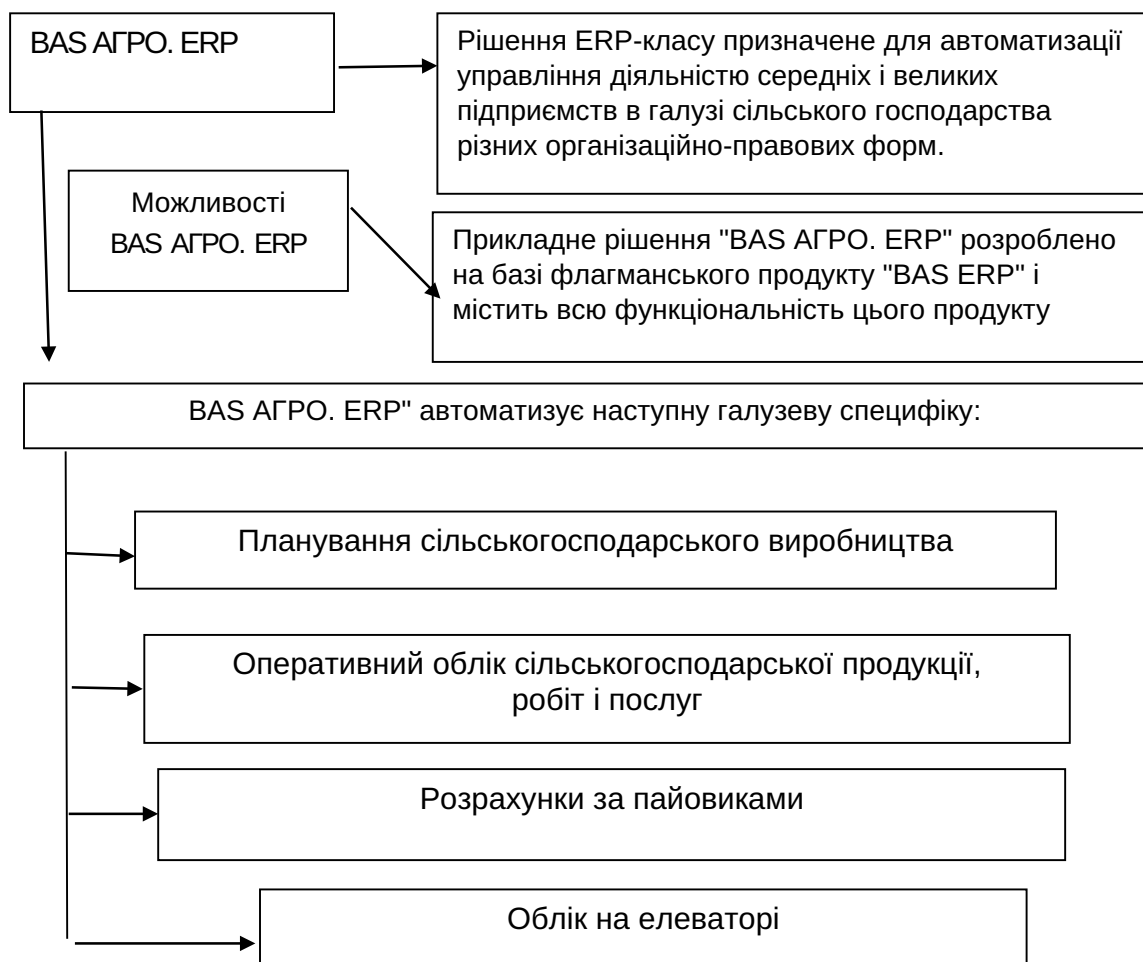 BAS АГРО. ERP
Рішення ERP-класу призначене для автоматизації
управління діяльністю середніх і великих
підприємств в галузі сільського господарства
різних організаційно-правових форм.
Можливості
BAS АГРО. ERP
Прикладне рішення "BAS АГРО. ERP" розроблено
на базі флагманського продукту "BAS ERP" і
містить всю функціональність цього продукту
BAS АГРО. ERP" автоматизує наступну галузеву специфіку:
Планування сільськогосподарського виробництва
Оперативний облік сільськогосподарської продукції,
робіт і послуг
Розрахунки за пайовиками
Облік на елеваторі